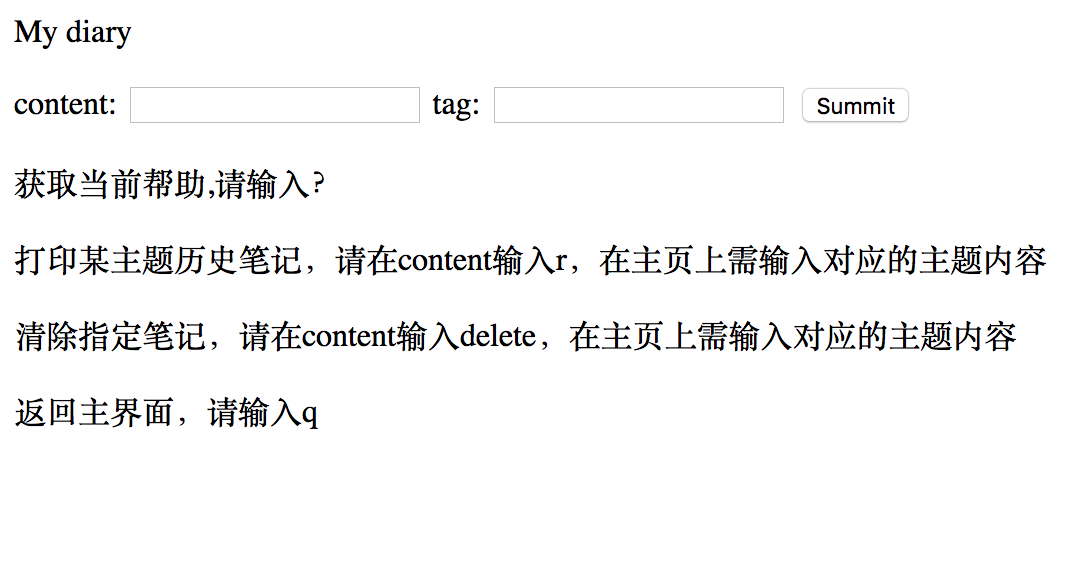 My diary
content: tag: Summit
获取当前帮助,请输入?
打印某主题历史笔记，请在content输入r，在主页上需输入对应的主题内容
清除指定笔记，请在content输入delete，在主页上需输入对应的主题内容
返回主界面，请输入q